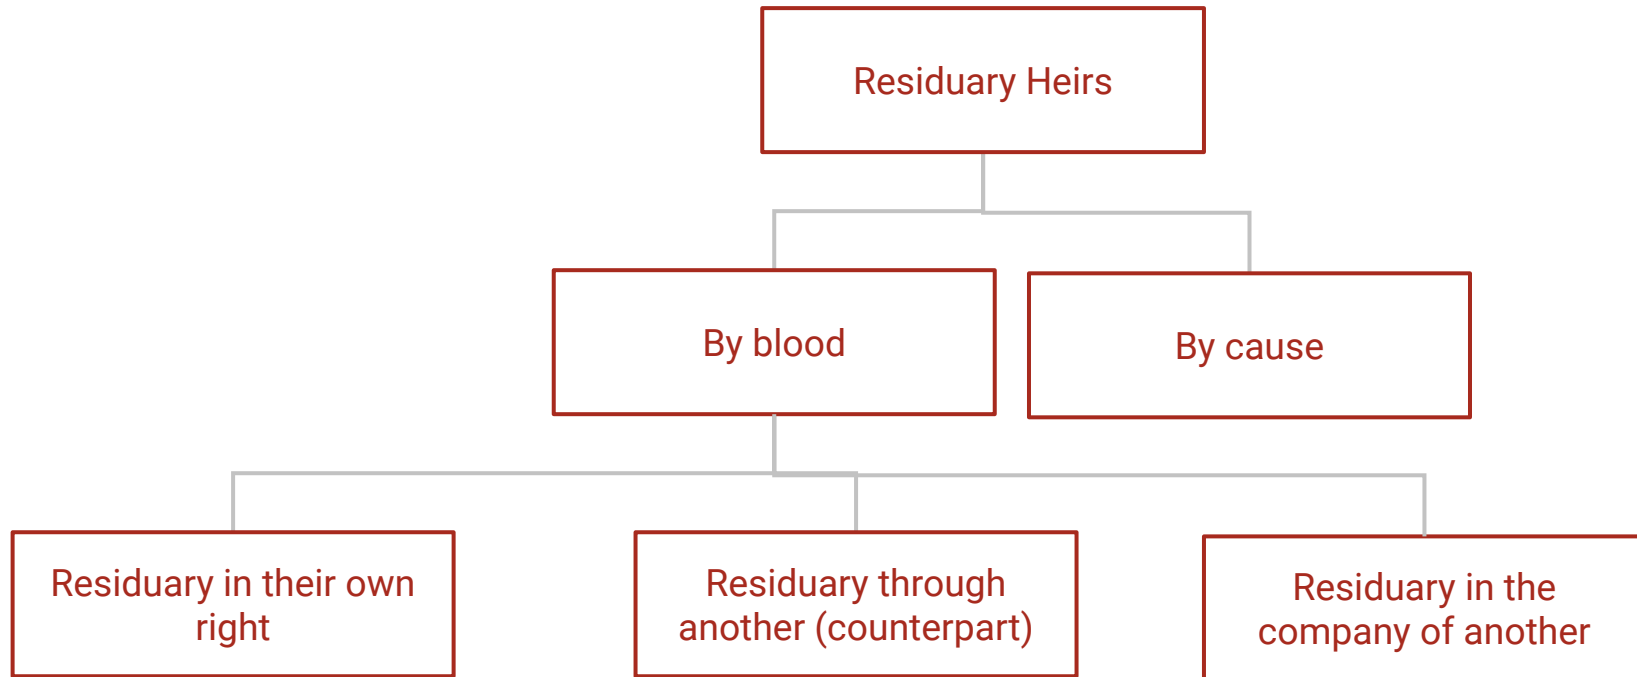 Residuary Heirs
By blood
By cause
Residuary in their own
right
Residuary through
another (counterpart)
Residuary in the
company of another